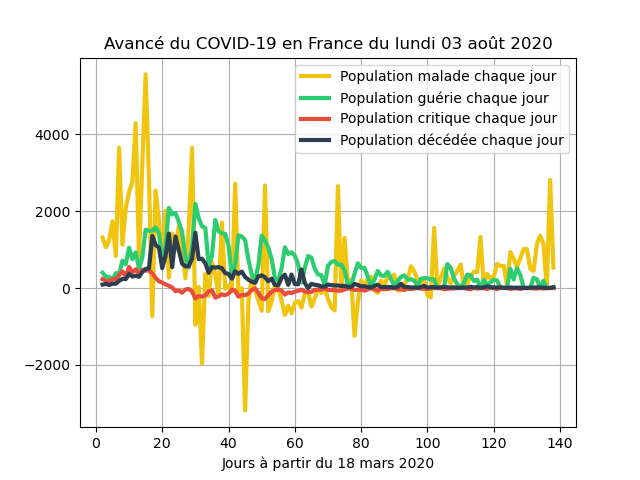 Avancé du COVID-19 en France du lundi 03 août 2020
Population malade chaque jour
Population guérie chaque jour
Population critique chaque jour
Population décédée chaque jour
4000
2000
0
−2000
0 20 40 60 80 100 120 140
Jours à partir du 18 mars 2020